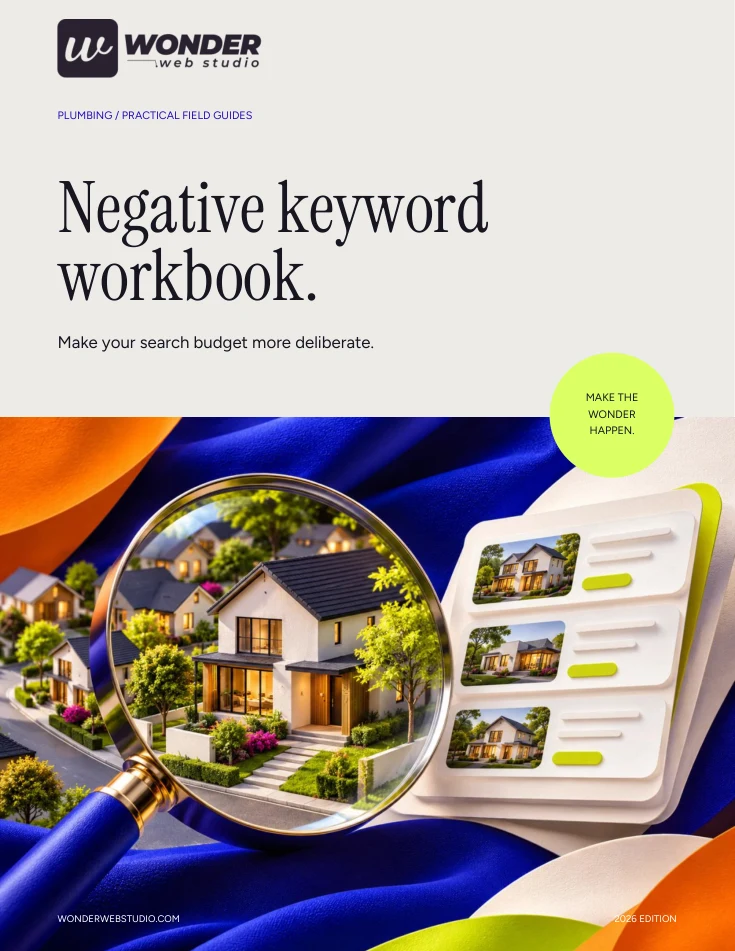 w WONDER
web studio
PLUMBING / PRACTICAL FIELD GUIDES
Negative keyword
workbook.
Make your search budget more deliberate.
MAKE THE
WONDER
HAPPEN.
WONDERWEBSTUDIO.COM
2026 EDITION